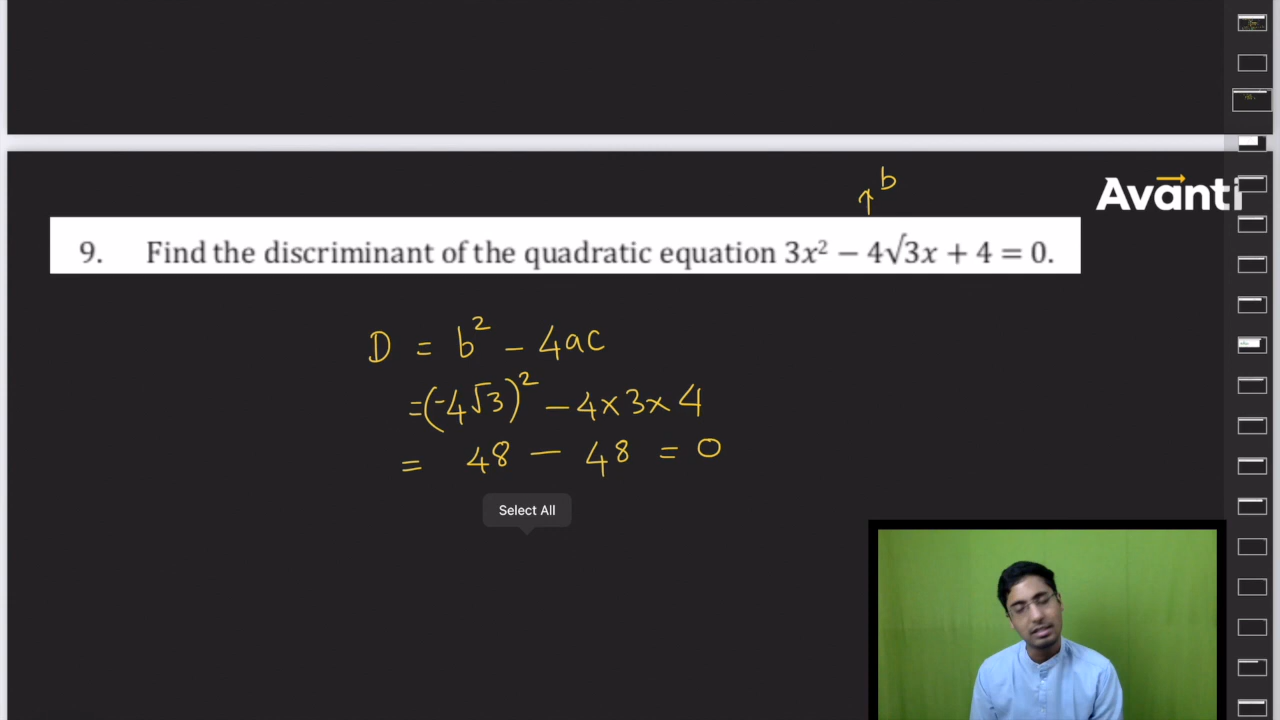 b
Avanti
9. Find the discriminant of the quadratic equation 3x² − 4√3x + 4 = 0.
D = b² − 4ac
= (-4√3)² − 4 × 3 × 4
= 48 − 48 = 0
Select All